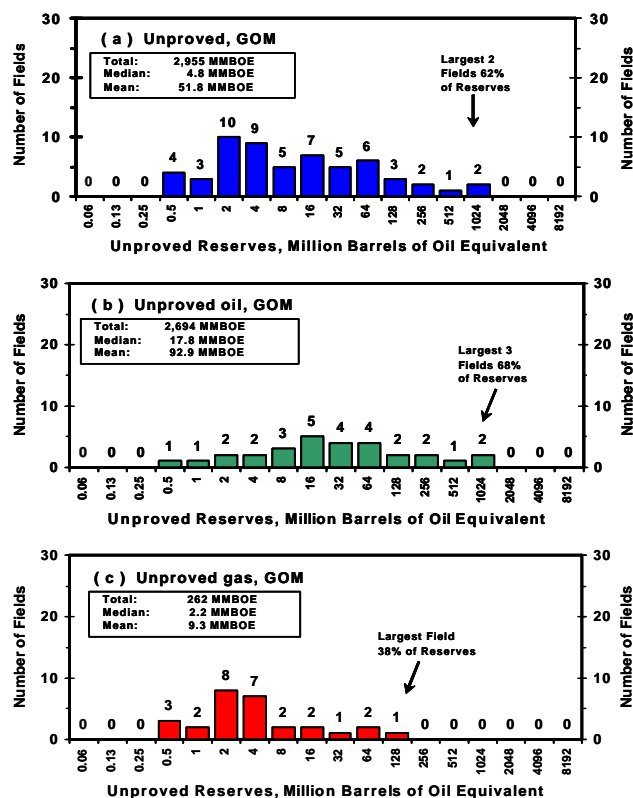 30
20
10
0
Number of Fields
( a ) Unproved, GOM
Total: 2,955 MMBOE
Median: 4.8 MMBOE
Mean: 51.8 MMBOE
Largest 2
Fields 62%
of Reserves
0 0 0 4 3 10 9 5 7 5 6 3 2 1 2 0 0 0
30
20
10
0
Number of Fields
0.06 0.13 0.25 0.5 1 2 4 8 16 32 64 128 256 512 1024 2048 4096 8192
Unproved Reserves, Million Barrels of Oil Equivalent
30
20
10
0
Number of Fields
( b ) Unproved oil, GOM
Total: 2,694 MMBOE
Median: 17.8 MMBOE
Mean: 92.9 MMBOE
Largest 3
Fields 68%
of Reserves
0 0 0 1 1 2 2 3 5 4 4 2 2 1 2 0 0 0
30
20
10
0
Number of Fields
0.06 0.13 0.25 0.5 1 2 4 8 16 32 64 128 256 512 1024 2048 4096 8192
Unproved Reserves, Million Barrels of Oil Equivalent
30
20
10
0
Number of Fields
( c ) Unproved gas, GOM
Total: 262 MMBOE
Median: 2.2 MMBOE
Mean: 9.3 MMBOE
Largest Field
38% of Reserves
0 0 0 3 2 8 7 2 2 1 2 1 0 0 0 0 0 0
30
20
10
0
Number of Fields
0.06 0.13 0.25 0.5 1 2 4 8 16 32 64 128 256 512 1024 2048 4096 8192
Unproved Reserves, Million Barrels of Oil Equivalent